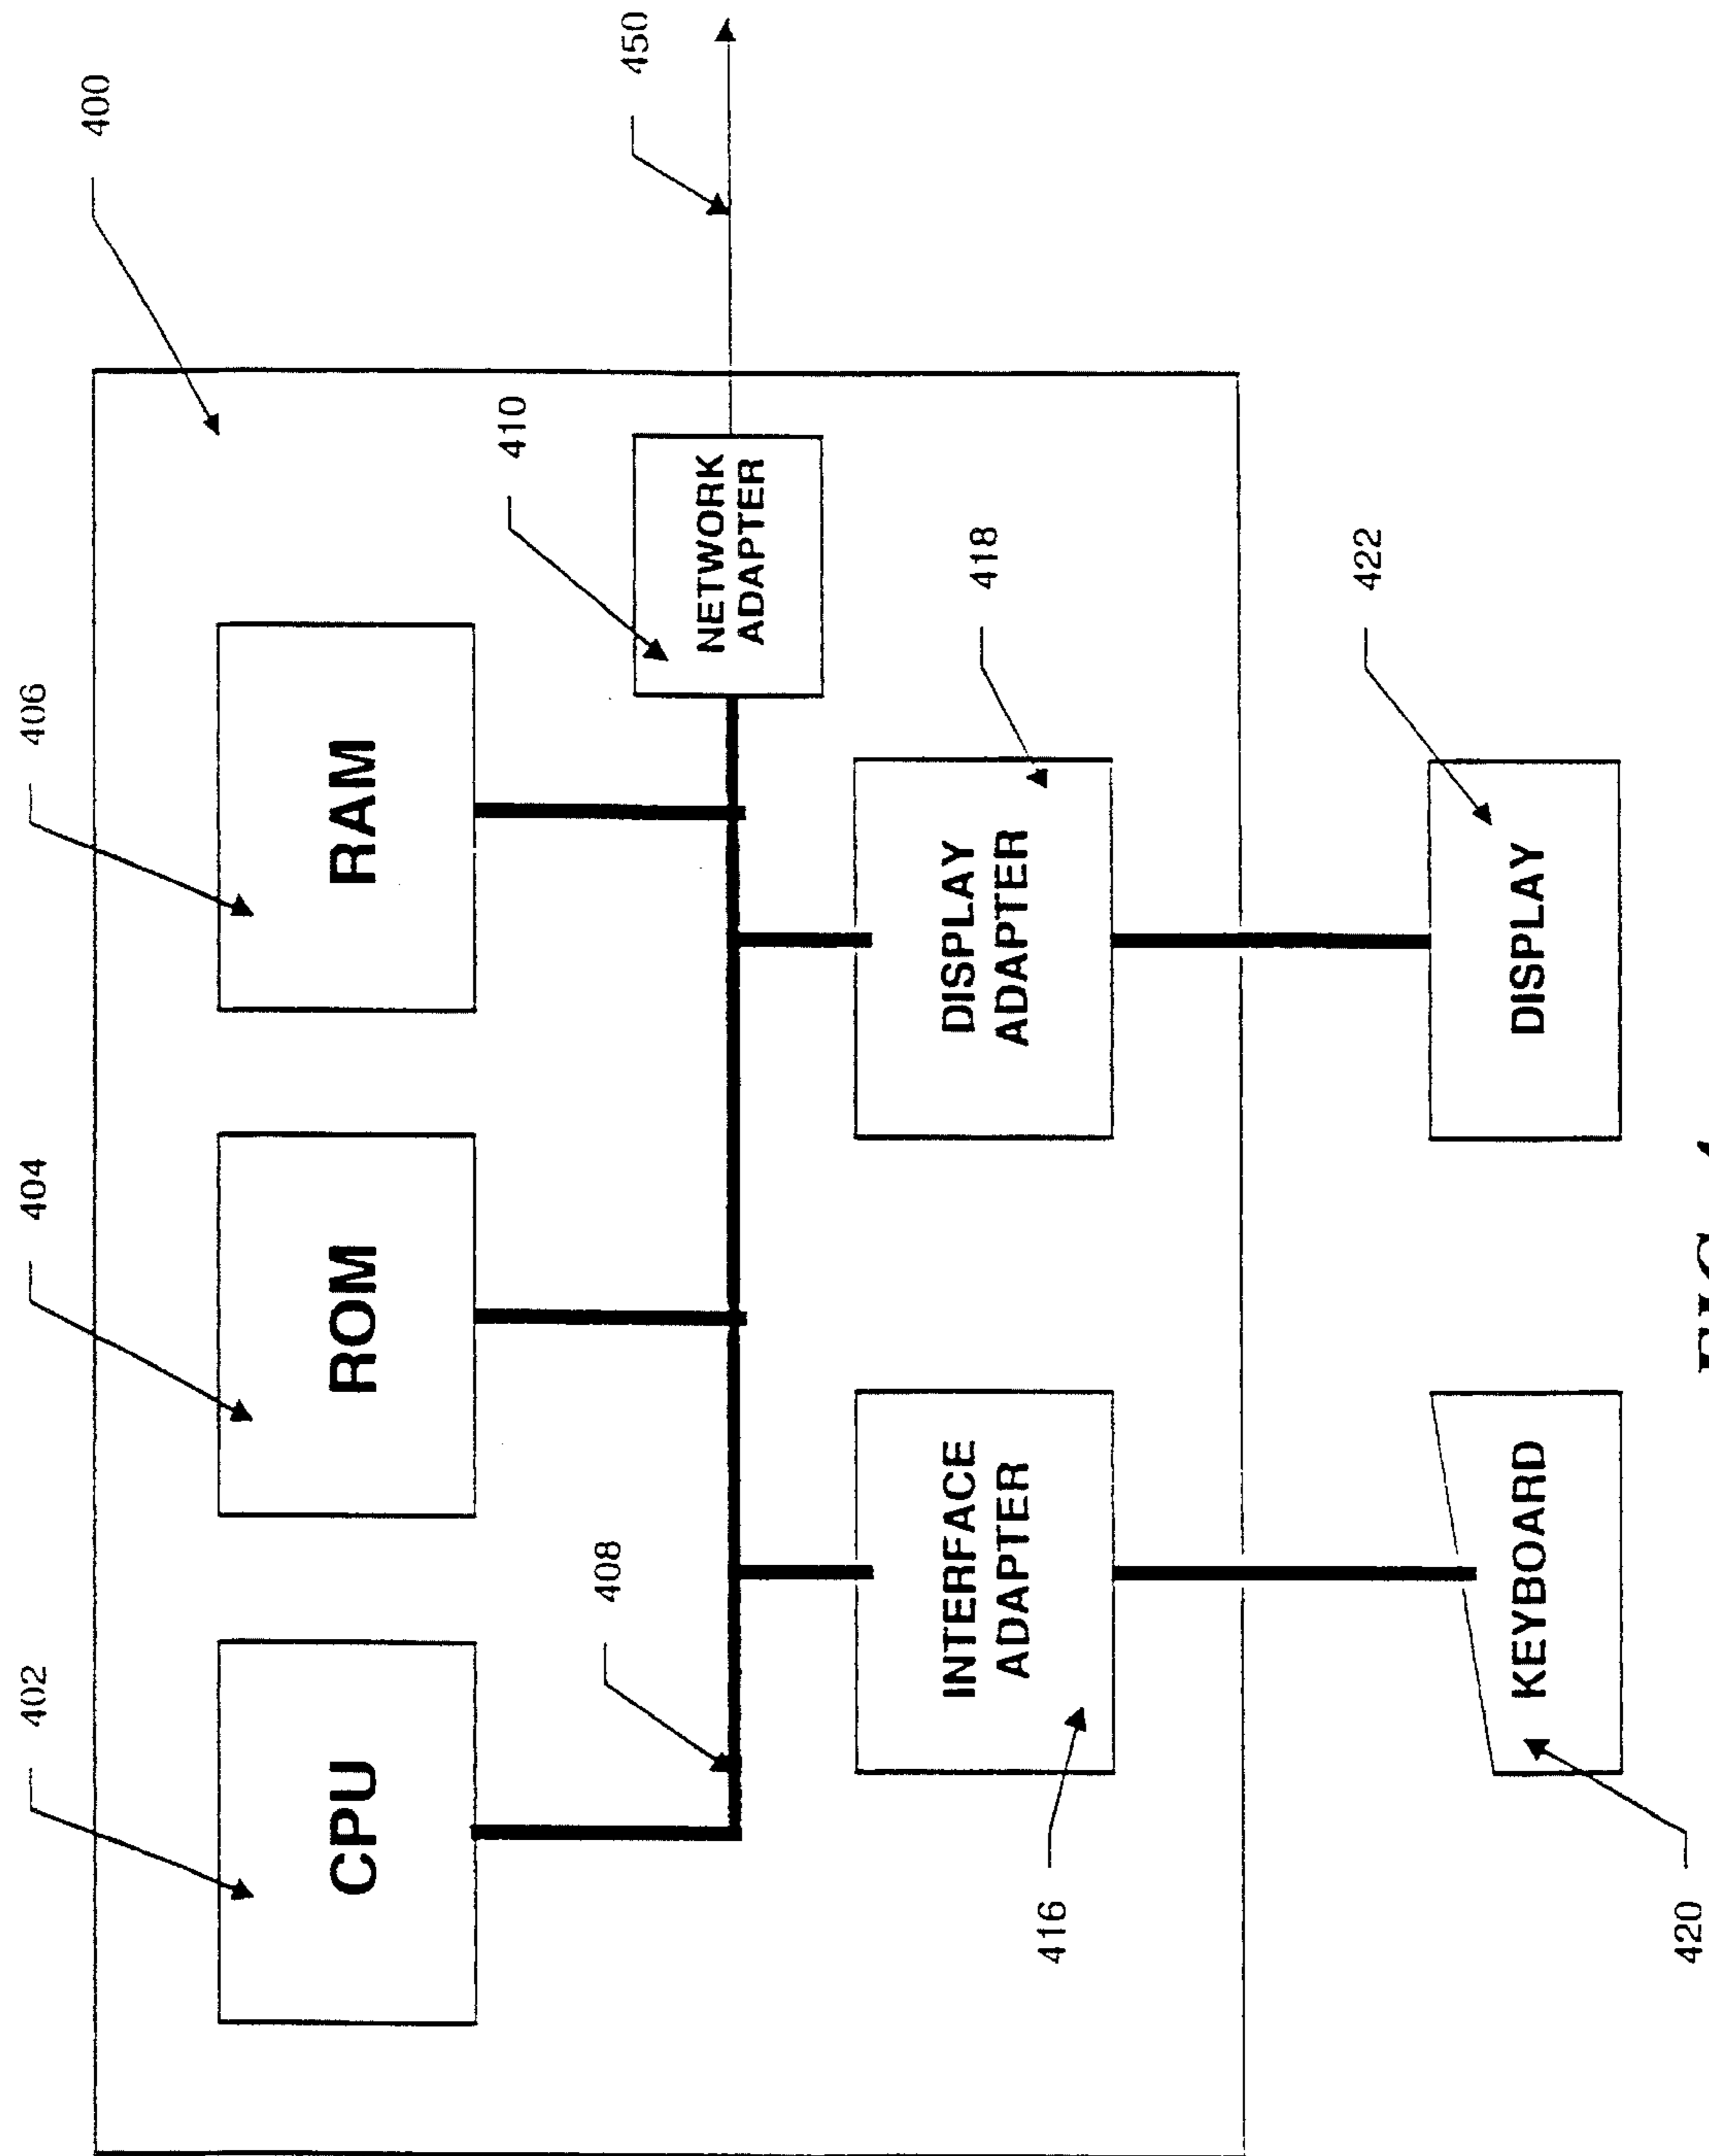 402
404
406
400
CPU
ROM
RAM
410
408
450
NETWORK
ADAPTER
INTERFACE
ADAPTER
DISPLAY
ADAPTER
418
416
422
KEYBOARD
DISPLAY
420
FIG.